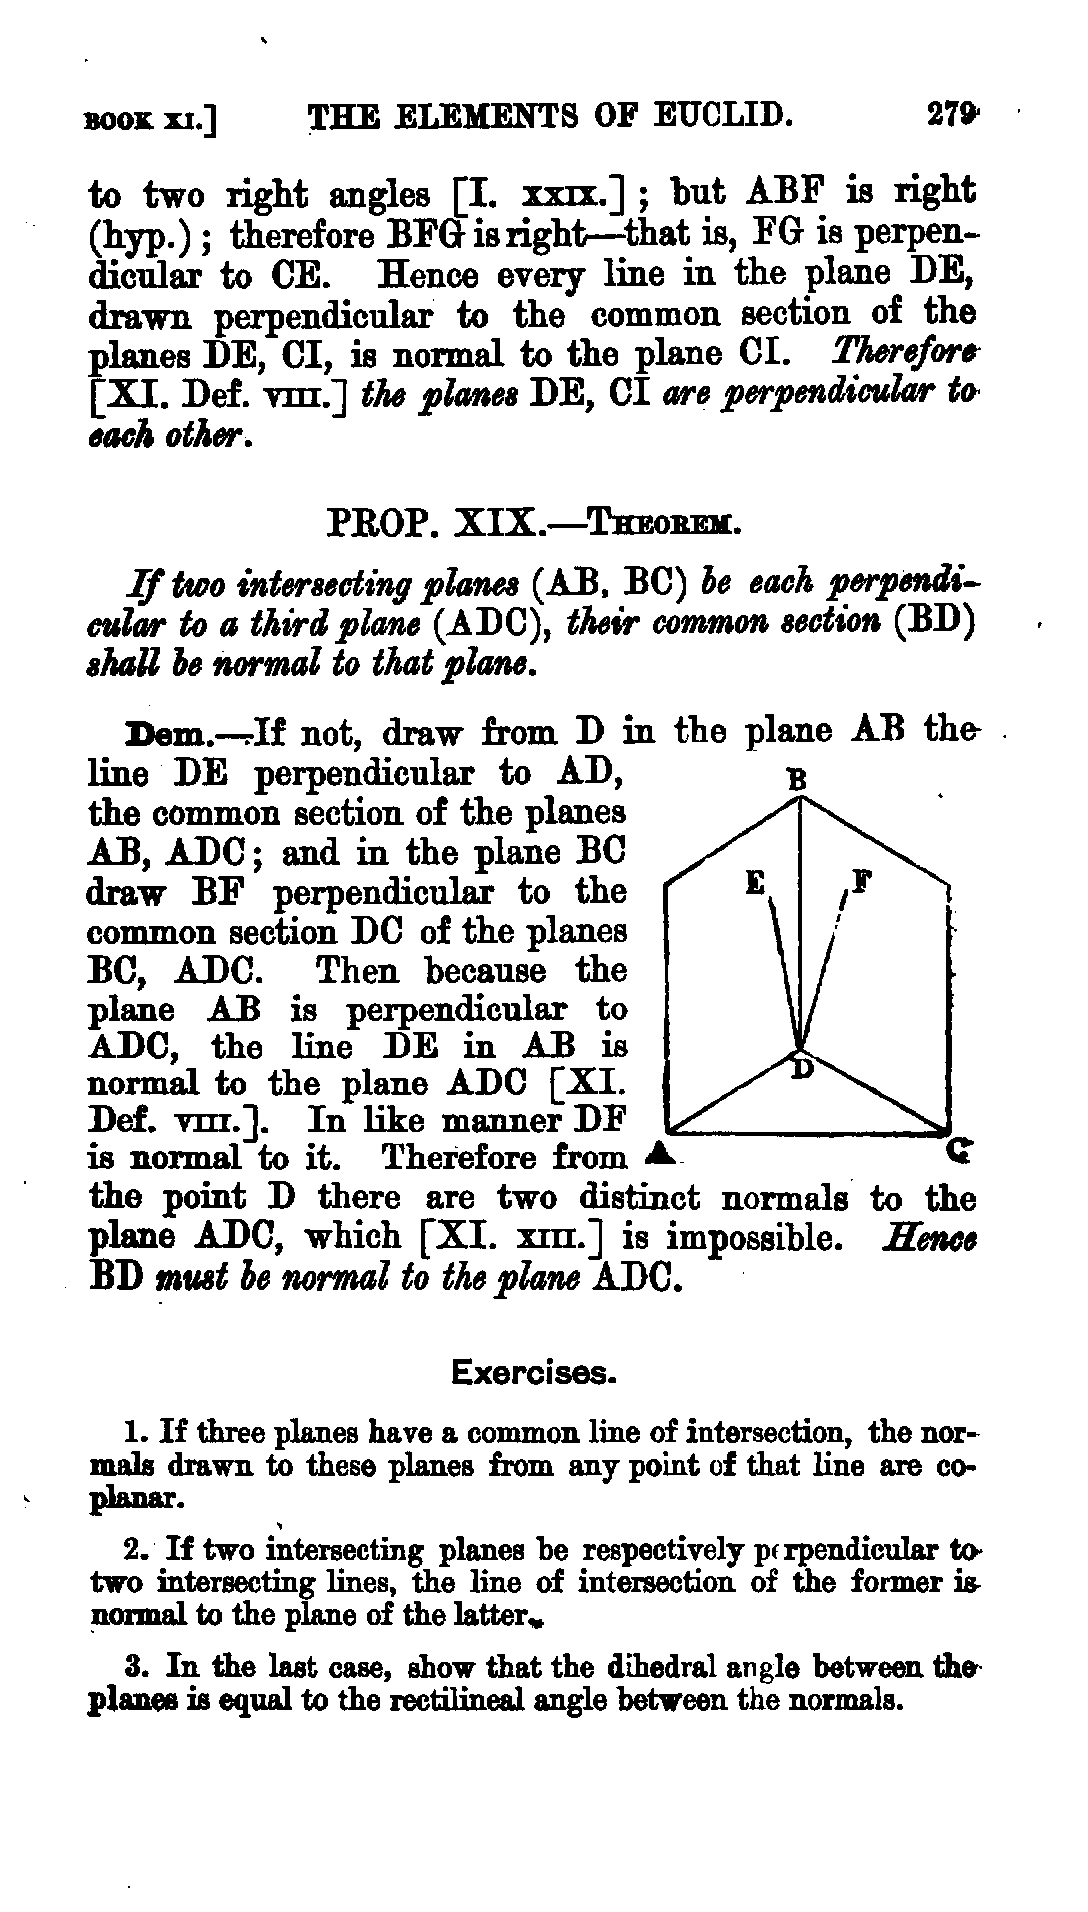 BOOK XI.] THE ELEMENTS OF EUCLID. 279
to two right angles [I. XXIX.]; but ABF is right
(hyp.); therefore BFG is right—that is, FG is perpen-
dicular to CE. Hence every line in the plane DE,
drawn perpendicular to the common section of the
planes DE, CI, is normal to the plane CI. Therefore
[XI. Def. VIII.] the planes DE, CI are perpendicular to
each other.
PROP. XIX.—THEOREM.
If two intersecting planes (AB, BC) be each perpendi-
cular to a third plane (ADC), their common section (BD)
shall be normal to that plane.
Dem.—If not, draw from D in the plane AB the
line DE perpendicular to AD,
the common section of the planes
AB, ADC; and in the plane BC
draw BF perpendicular to the
common section DC of the planes
BC, ADC. Then because the
plane AB is perpendicular to
ADC, the line DE in AB is
normal to the plane ADC [XI.
Def. VIII.]. In like manner DF
is normal to it. Therefore from
the point D there are two distinct normals to the
plane ADC, which [XI. XIII.] is impossible. Hence
BD must be normal to the plane ADC.
B
E F
D
A C
Exercises.
1. If three planes have a common line of intersection, the nor-
mals drawn to these planes from any point of that line are co-
planar.
2. If two intersecting planes be respectively perpendicular to
two intersecting lines, the line of intersection of the former is
normal to the plane of the latter.
3. In the last case, show that the dihedral angle between the
planes is equal to the rectilineal angle between the normals.